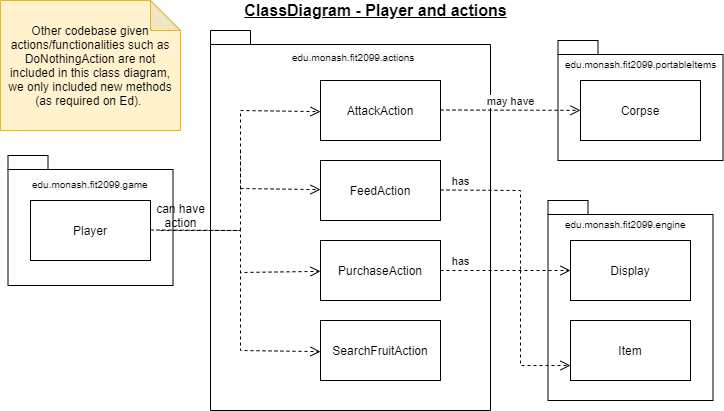 ClassDiagram - Player and actions
Other codebase given
actions/functionalities such as
DoNothingAction are not
included in this class diagram,
we only included new methods
(as required on Ed).
edu.monash.fit2099.game
Player
can have
action
edu.monash.fit2099.actions
AttackAction
FeedAction
PurchaseAction
SearchFruitAction
may have
has
has
edu.monash.fit2099.portableItems
Corpse
edu.monash.fit2099.engine
Display
Item